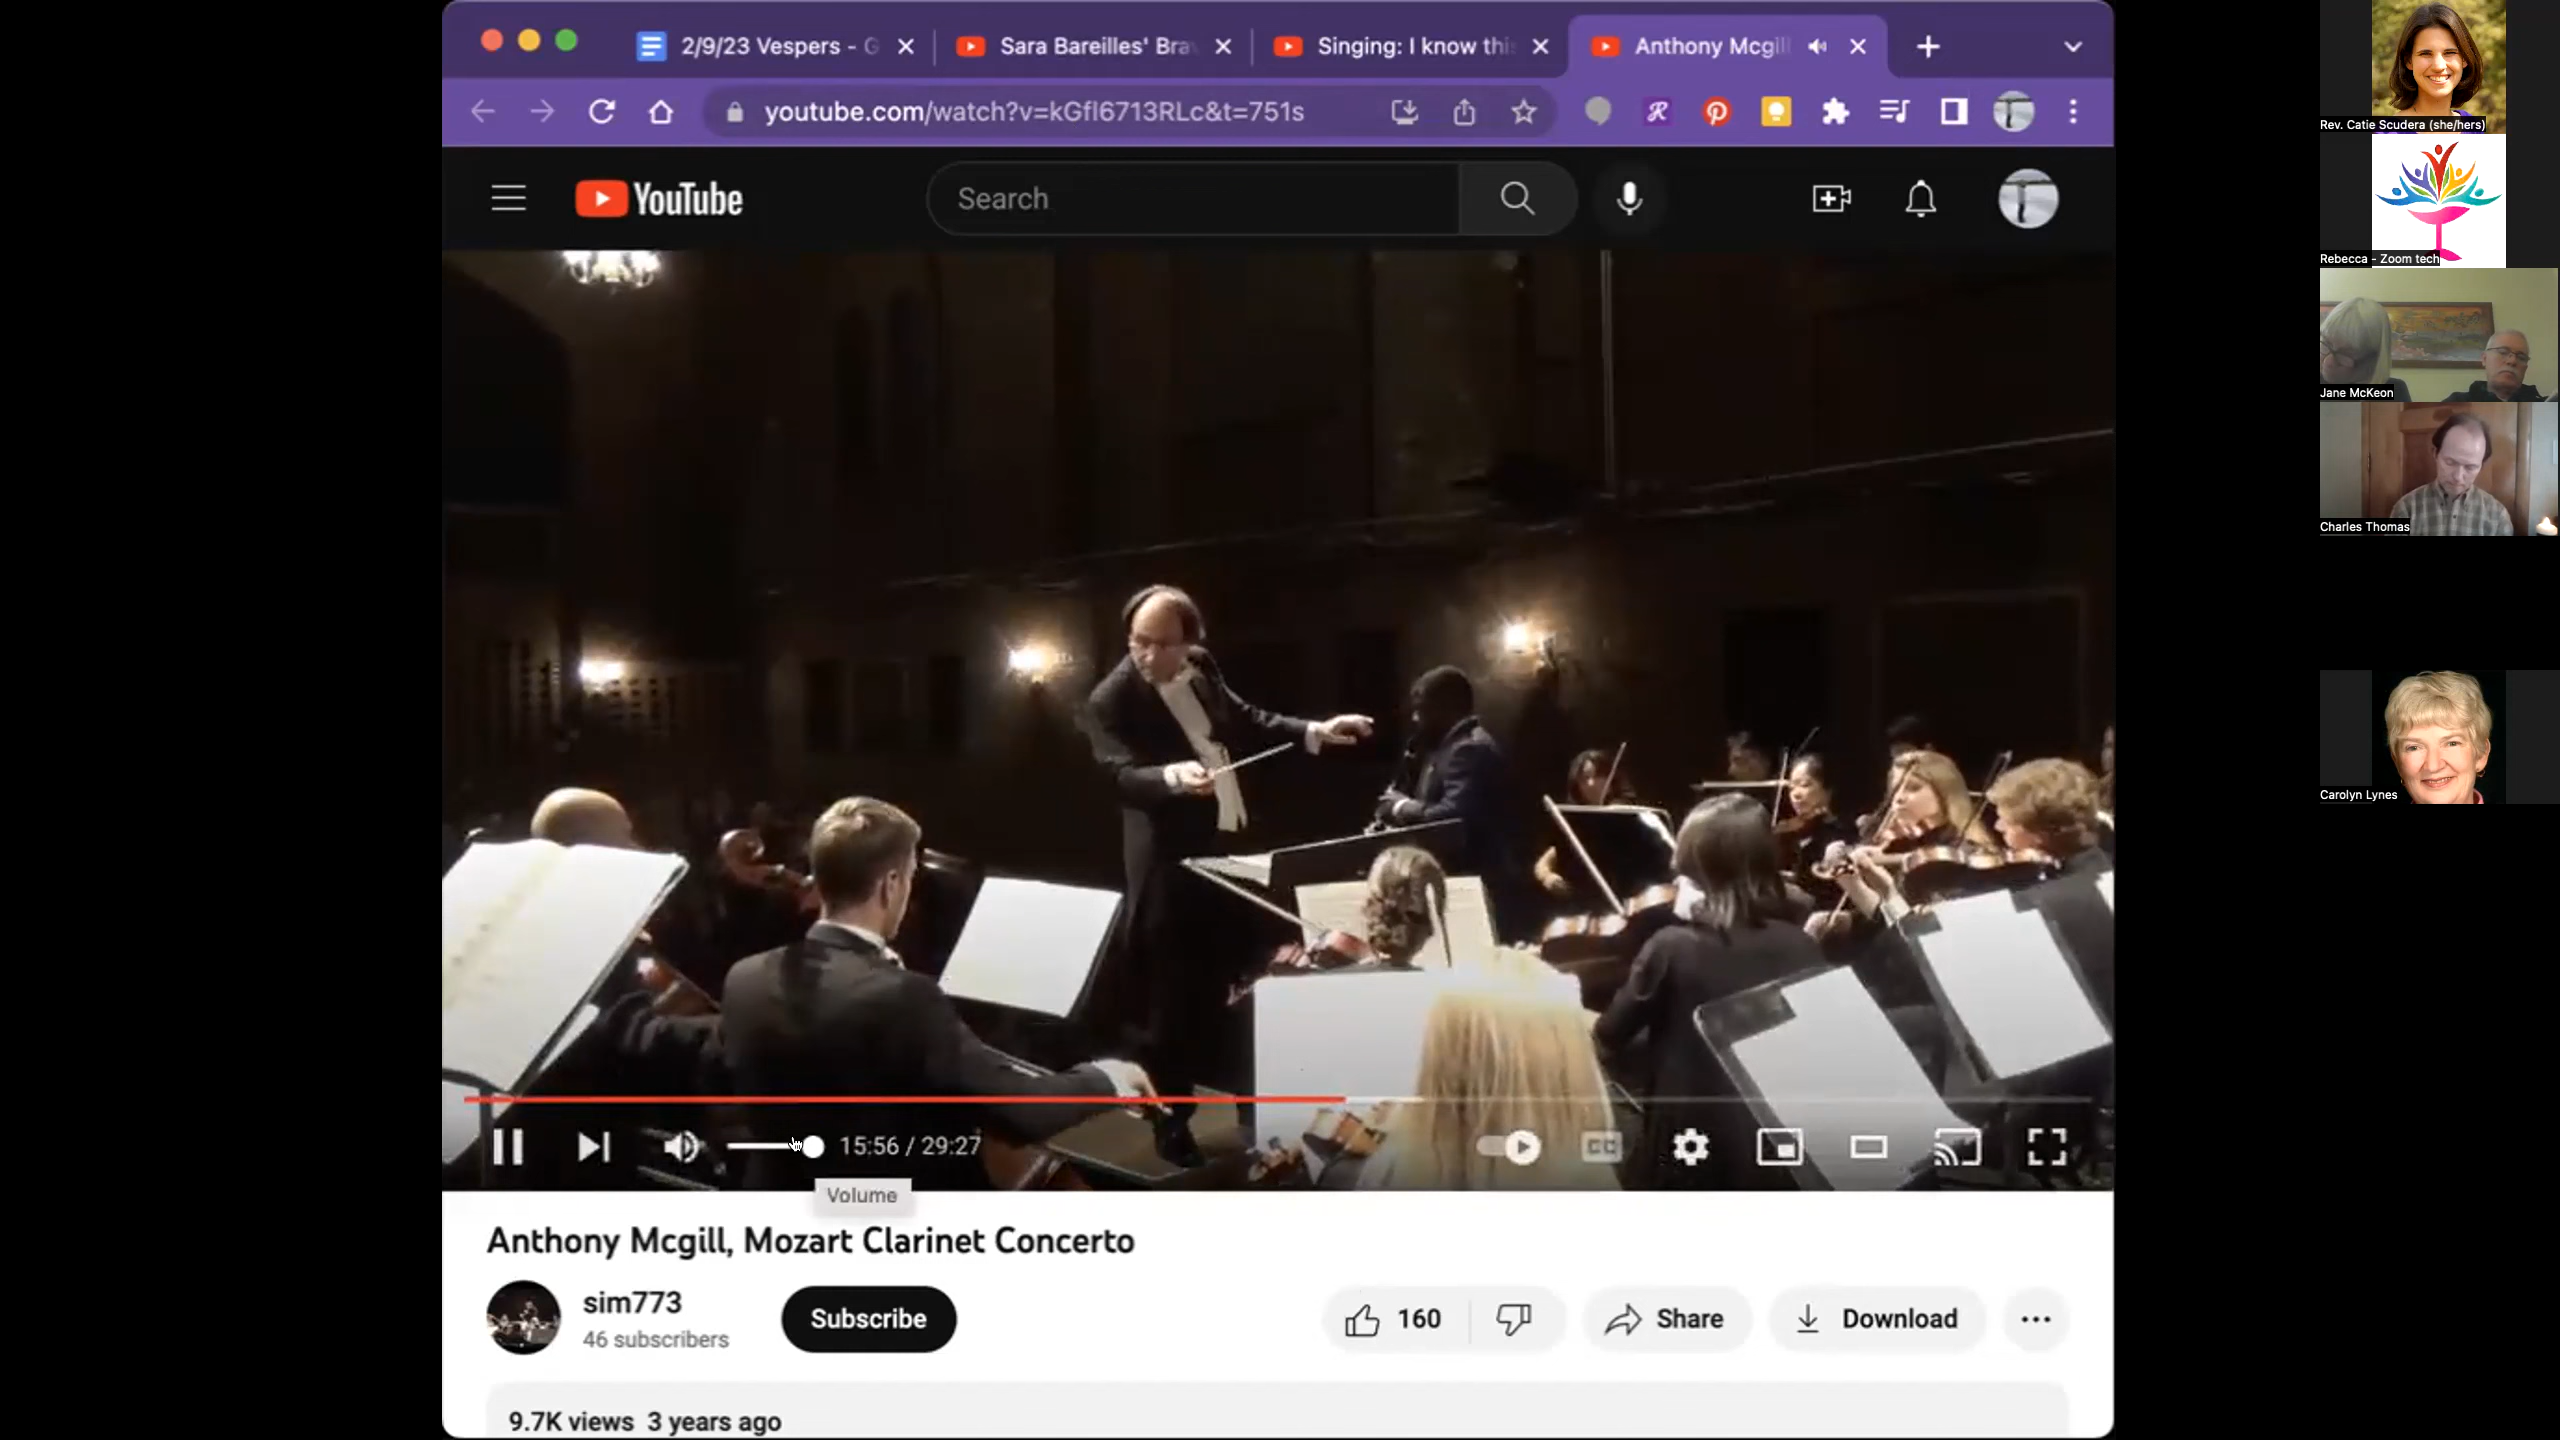 2/9/23 Vespers - G
Sara Bareilles' Bra
Singing: I know thi
Anthony Mcgill
youtube.com/watch?v=kGfl6713RLc&t=751s
YouTube
Search
15:56 / 29:27
CC
Volume
Anthony Mcgill, Mozart Clarinet Concerto
sim773
46 subscribers
Subscribe
160
Share
Download
9.7K views 3 years ago
Rev. Catie Scudera (she/hers)
Rebecca - Zoom tech
Jane McKeon
Charles Thomas
Carolyn Lynes